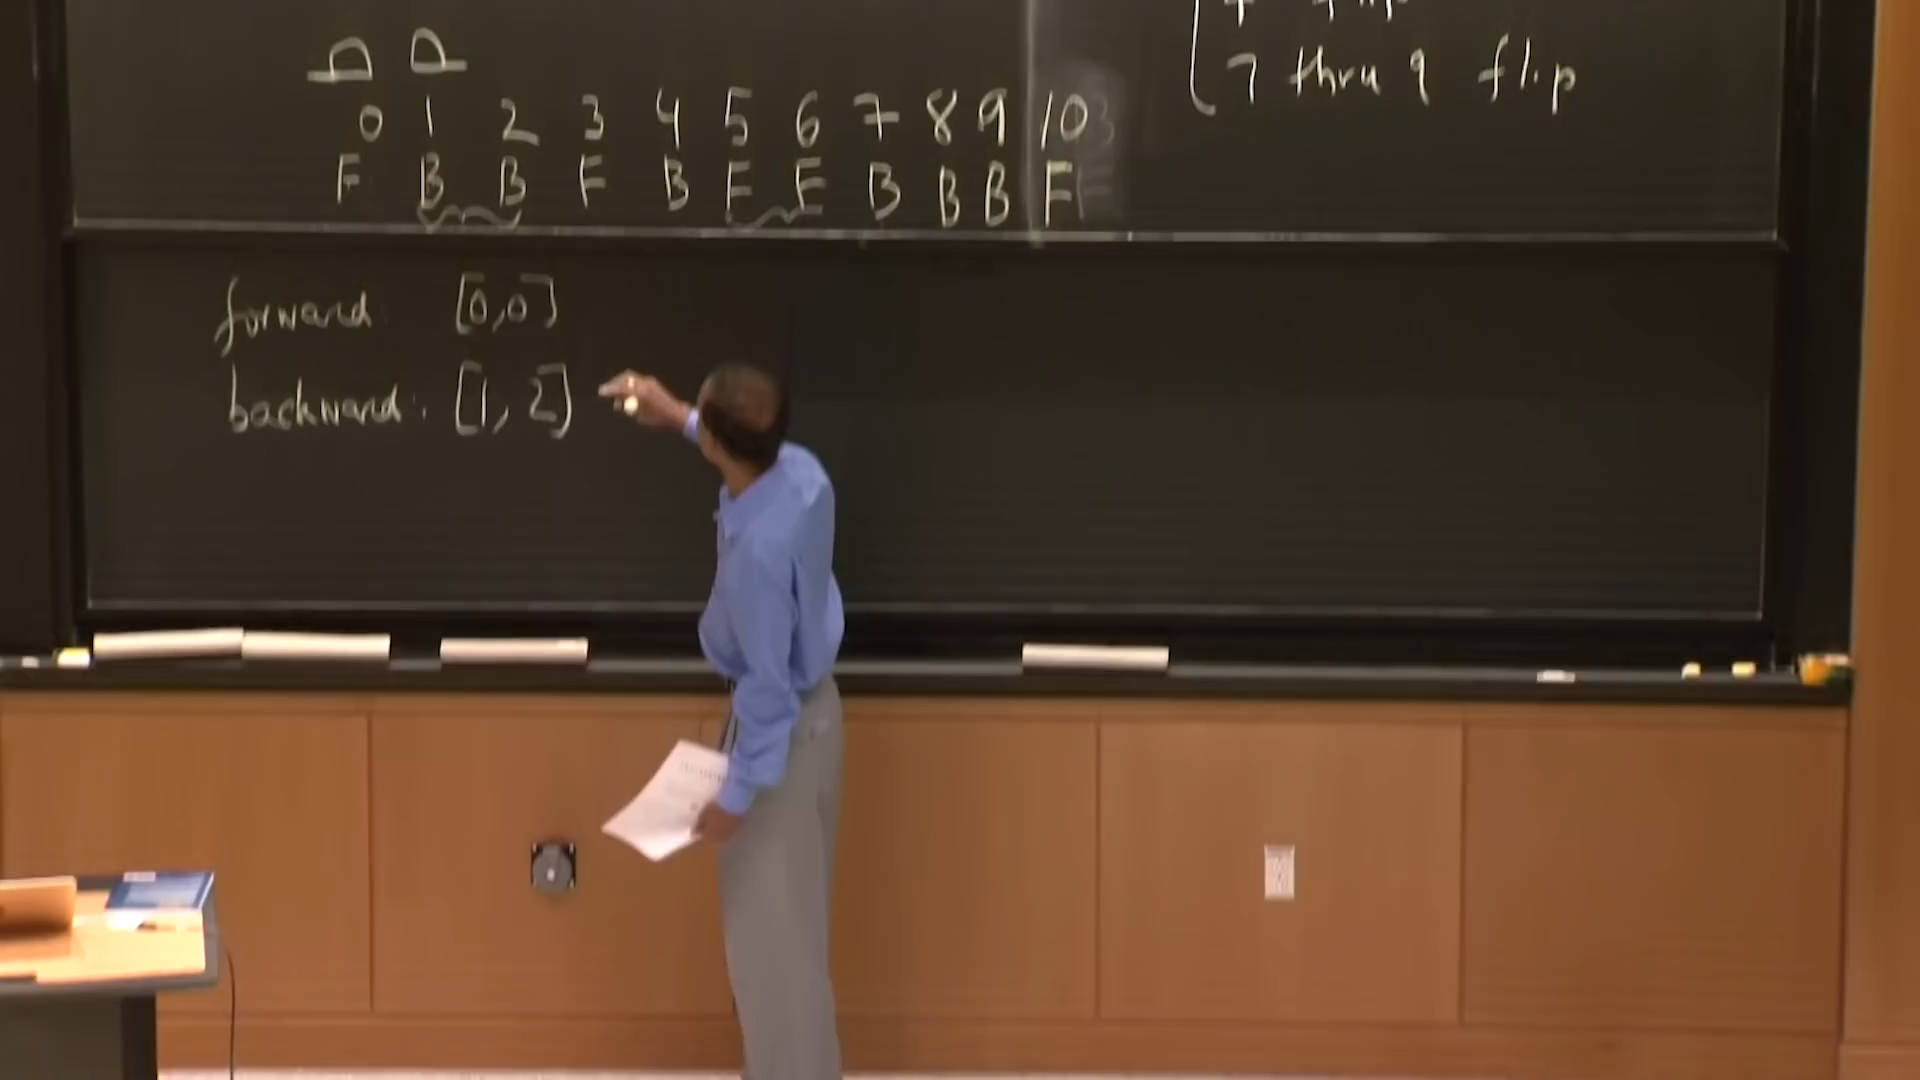 7 thru 9 flip
0 1 2 3 4 5 6 7 8 9 10
F B B F B F F B B B F
forward: [0,0]
backward: [1, 2]